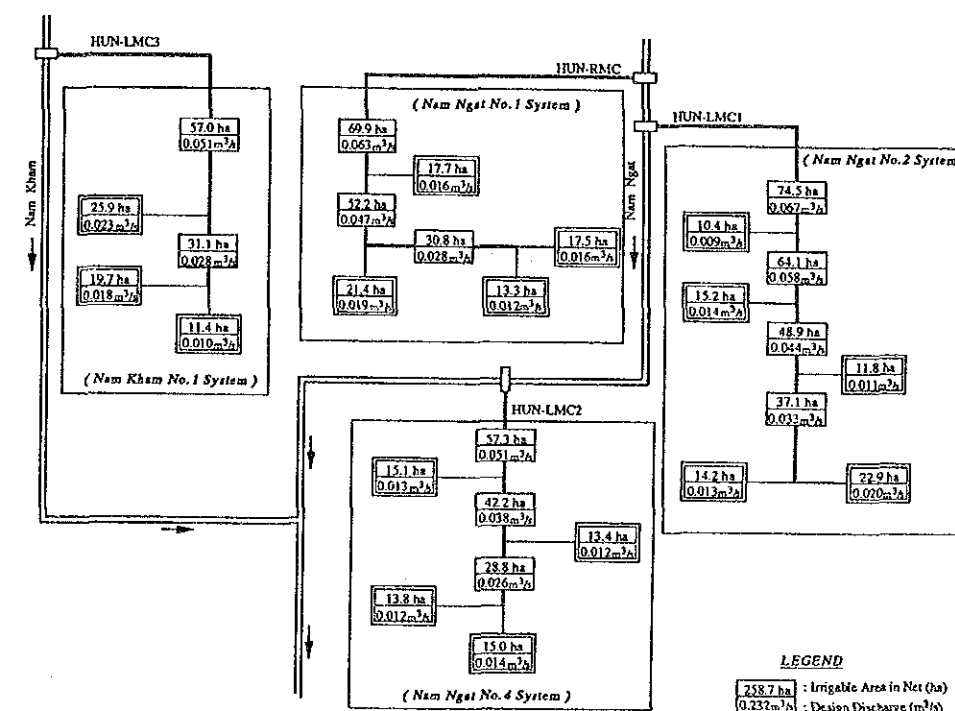 HUN-LMC3
Nam Kham
57.0 ha
0.051m³/s
25.9 ha
0.023m³/s
31.1 ha
0.028m³/s
19.7 ha
0.018m³/s
11.4 ha
0.010m³/s
( Nam Kham No.1 System )
HUN-RMC
( Nam Ngat No.1 System )
69.9 ha
0.063m³/s
17.7 ha
0.016m³/s
52.2 ha
0.047m³/s
30.8 ha
0.028m³/s
17.5 ha
0.016m³/s
21.4 ha
0.019m³/s
13.3 ha
0.012m³/s
Nam Ngat
HUN-LMC1
( Nam Ngat No.2 System
74.5 ha
0.067m³/s
10.4 ha
0.009m³/s
64.1 ha
0.058m³/s
15.2 ha
0.014m³/s
48.9 ha
0.044m³/s
11.8 ha
0.011m³/s
37.1 ha
0.033m³/s
14.2 ha
0.013m³/s
22.9 ha
0.020m³/s
HUN-LMC2
57.3 ha
0.051m³/s
15.1 ha
0.013m³/s
42.2 ha
0.038m³/s
13.4 ha
0.012m³/s
28.8 ha
0.026m³/s
13.8 ha
0.012m³/s
15.0 ha
0.014m³/s
( Nam Ngat No.4 System )
LEGEND
258.7 ha : Irrigable Area in Net (ha)
0.232m³/s : Design Discharge (m³/s)